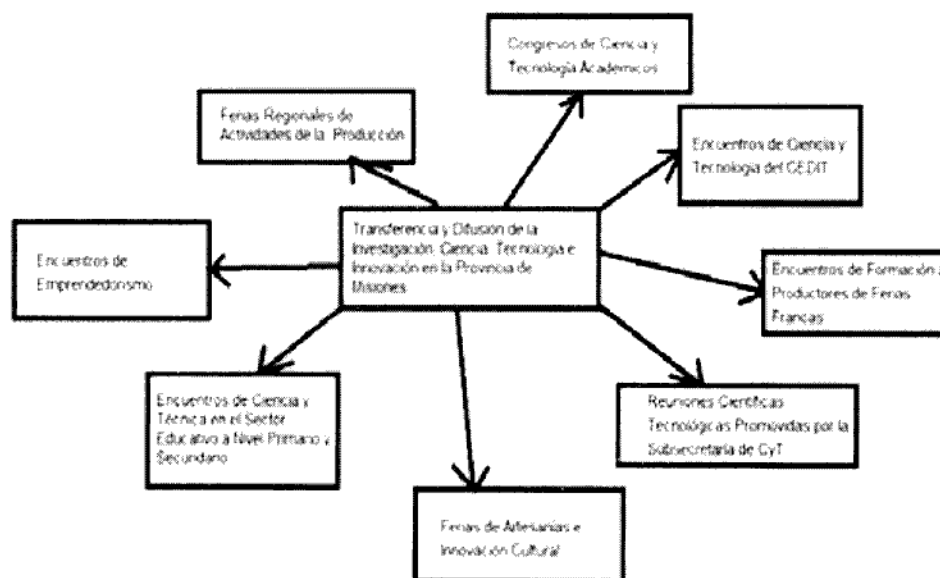 Congresos de Ciencia y
Tecnología Académicos
Ferias Regionales de
Actividades de la Producción
Encuentros de Ciencia y
Tecnología del CEDIT
Transferencia y Difusión de la
Investigación, Ciencia, Tecnología e
Innovación en la Provincia de
Misiones
Encuentros de
Emprendedorismo
Encuentros de Formación a
Productores de Ferias
Francas
Encuentros de Ciencia y
Técnica en el Sector
Educativo a Nivel Primario y
Secundario
Reuniones Científicas
Tecnológicas Promovidas por la
Subsecretaría de CyT
Ferias de Artesanías e
Innovación Cultural